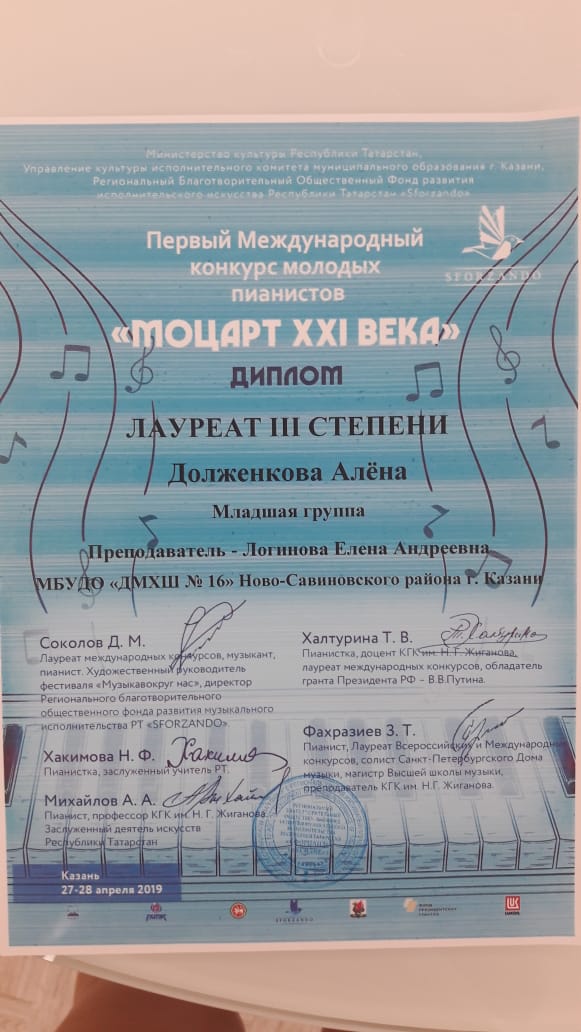 Министерство культуры Республики Татарстан,
Управление культуры исполнительного комитета муниципального образования г. Казани,
Региональный Благотворительный Общественный Фонд развития
исполнительского искусства Республики Татарстан «Sforzando»
Первый Международный
конкурс молодых
пианистов
SFORZANDO
«МОЦАРТ XXI ВЕКА»
ДИПЛОМ
ЛАУРЕАТ III СТЕПЕНИ
Долженкова Алёна
Младшая группа
Преподаватель - Логинова Елена Андреевна
МБУДО «ДМХШ № 16» Ново-Савиновского района г. Казани
Соколов Д. М.
Лауреат международных конкурсов, музыкант,
пианист. Художественный руководитель
фестиваля «Музыкавокруг нас», директор
Регионального благотворительного
общественного фонда развития музыкального
исполнительства РТ «SFORZANDO».
Хакимова Н. Ф.
Пианистка, заслуженный учитель РТ.
Михайлов А. А.
Пианист, профессор КГК им. Н. Г. Жиганова.
Заслуженный деятель искусств
Республики Татарстан
Халтурина Т. В.
Пианистка, доцент КГК им. Н. Г. Жиганова,
лауреат международных конкурсов, обладатель
гранта Президента РФ – В.В.Путина.
Фахразиев З. Т.
Пианист, Лауреат Всероссийских и Международных
конкурсов, солист Санкт-Петербургского Дома
музыки, магистр Высшей школы музыки,
преподаватель КГК им. Н.Г. Жиганова.
Казань
27-28 апреля 2019
SFORZANDO
ФОНД
ПРЕЗИДЕНТСКИХ
ГРАНТОВ
LUK